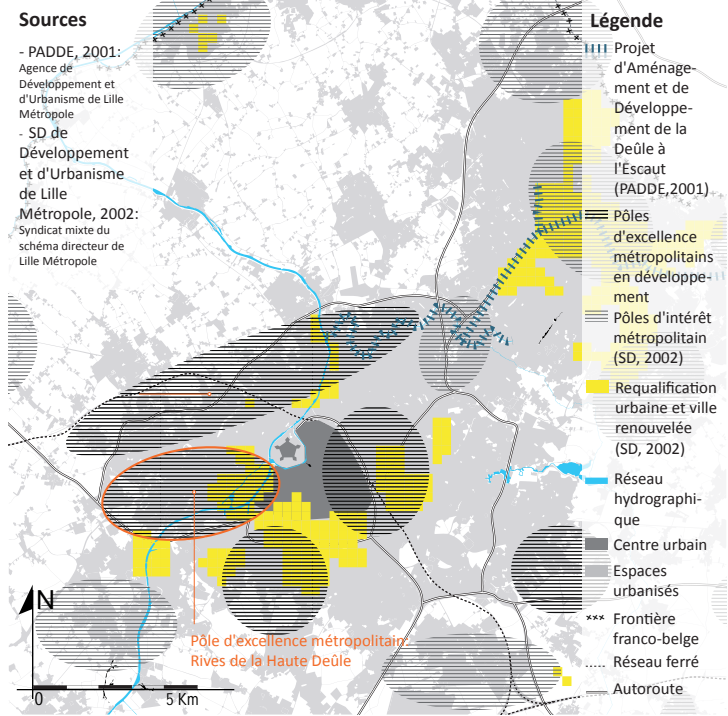 Sources
- PADDE, 2001:
Agence de
Développement et
d'Urbanisme de Lille
Métropole
- SD de
Développement
et d'Urbanisme
de Lille
Métropole, 2002:
Syndicat mixte du
schéma directeur de
Lille Métropole
N
0
5 Km
Pôle d'excellence métropolitain:
Rives de la Haute Deûle
Légende
Projet
d'Aménage-
ment et de
Développe-
ment de la
Deûle à
l'Escaut
(PADDE,2001)
Pôles
d'excellence
métropolitains
en développe-
ment
Pôles d'intérêt
métropolitain
(SD, 2002)
Requalification
urbaine et ville
renouvelée
(SD, 2002)
Réseau
hydrographi-
que
Centre urbain
Espaces
urbanisés
Frontière
franco-belge
Réseau ferré
Autoroute